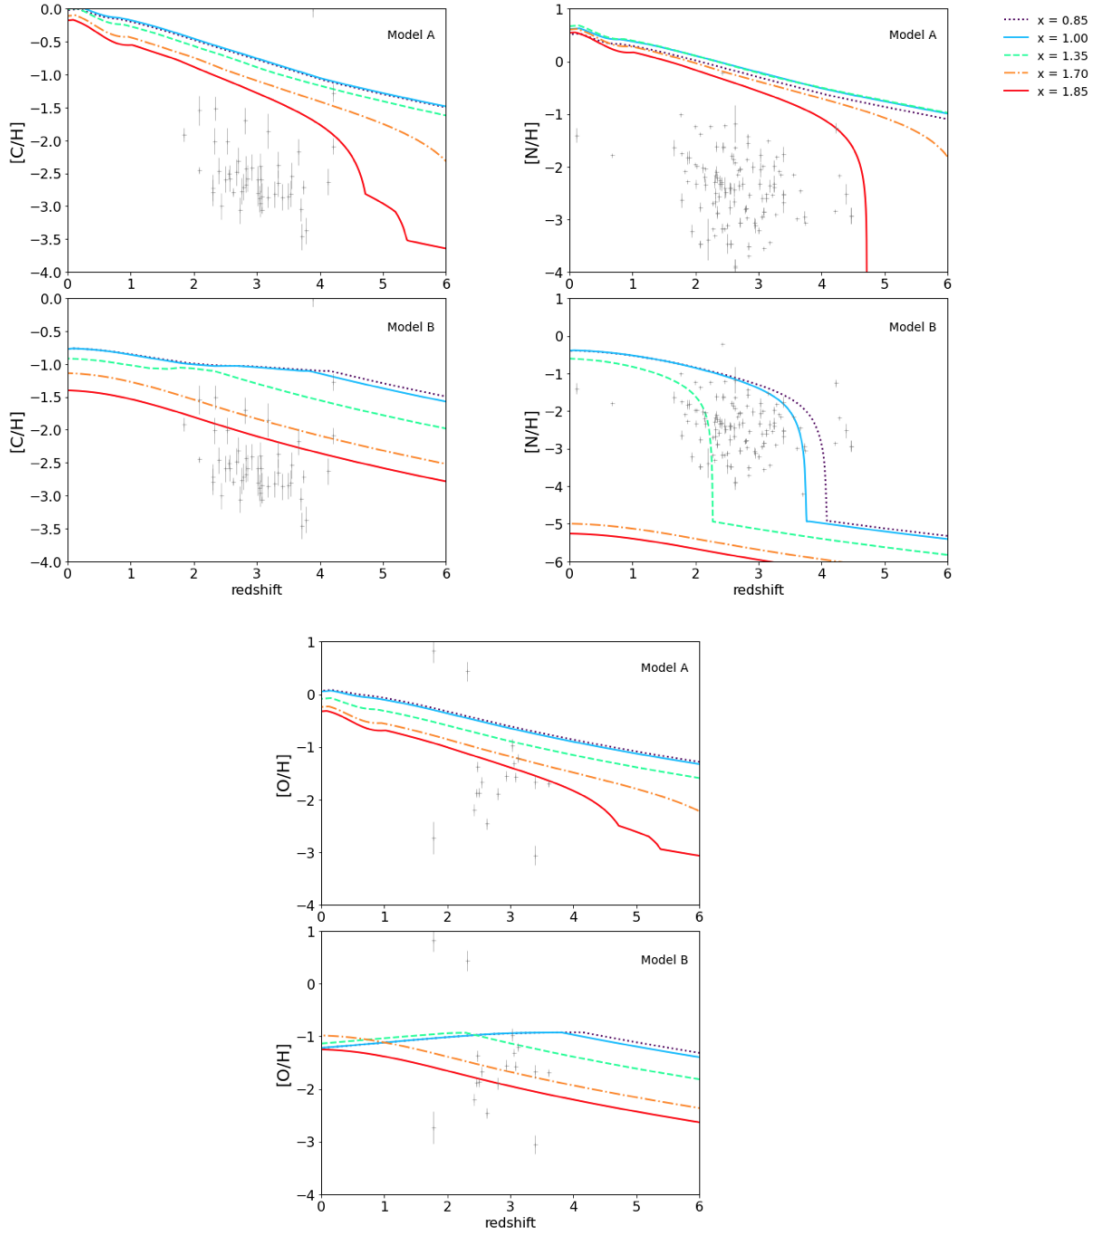 x = 0.85
x = 1.00
x = 1.35
x = 1.70
x = 1.85
0.0
−0.5
−1.0
−1.5
−2.0
−2.5
−3.0
−3.5
−4.0
[C/H]
Model A
0 1 2 3 4 5 6
1
0
−1
−2
−3
−4
[N/H]
Model A
0 1 2 3 4 5 6
0.0
−0.5
−1.0
−1.5
−2.0
−2.5
−3.0
−3.5
−4.0
[C/H]
Model B
0 1 2 3 4 5 6
redshift
1
0
−1
−2
−3
−4
−5
−6
[N/H]
Model B
0 1 2 3 4 5 6
redshift
1
0
−1
−2
−3
−4
[O/H]
Model A
0 1 2 3 4 5 6
1
0
−1
−2
−3
−4
[O/H]
Model B
0 1 2 3 4 5 6
redshift